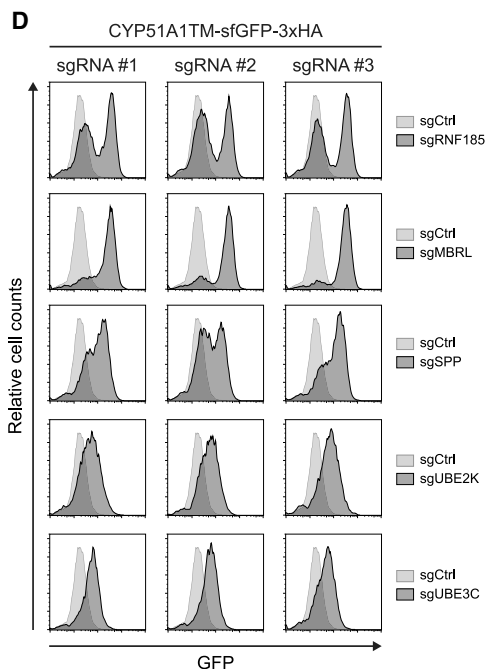 D
CYP51A1TM-sfGFP-3xHA
sgRNA #1 sgRNA #2 sgRNA #3
sgCtrl
sgRNF185
sgCtrl
sgMBRL
sgCtrl
sgSPP
sgCtrl
sgUBE2K
sgCtrl
sgUBE3C
Relative cell counts
GFP